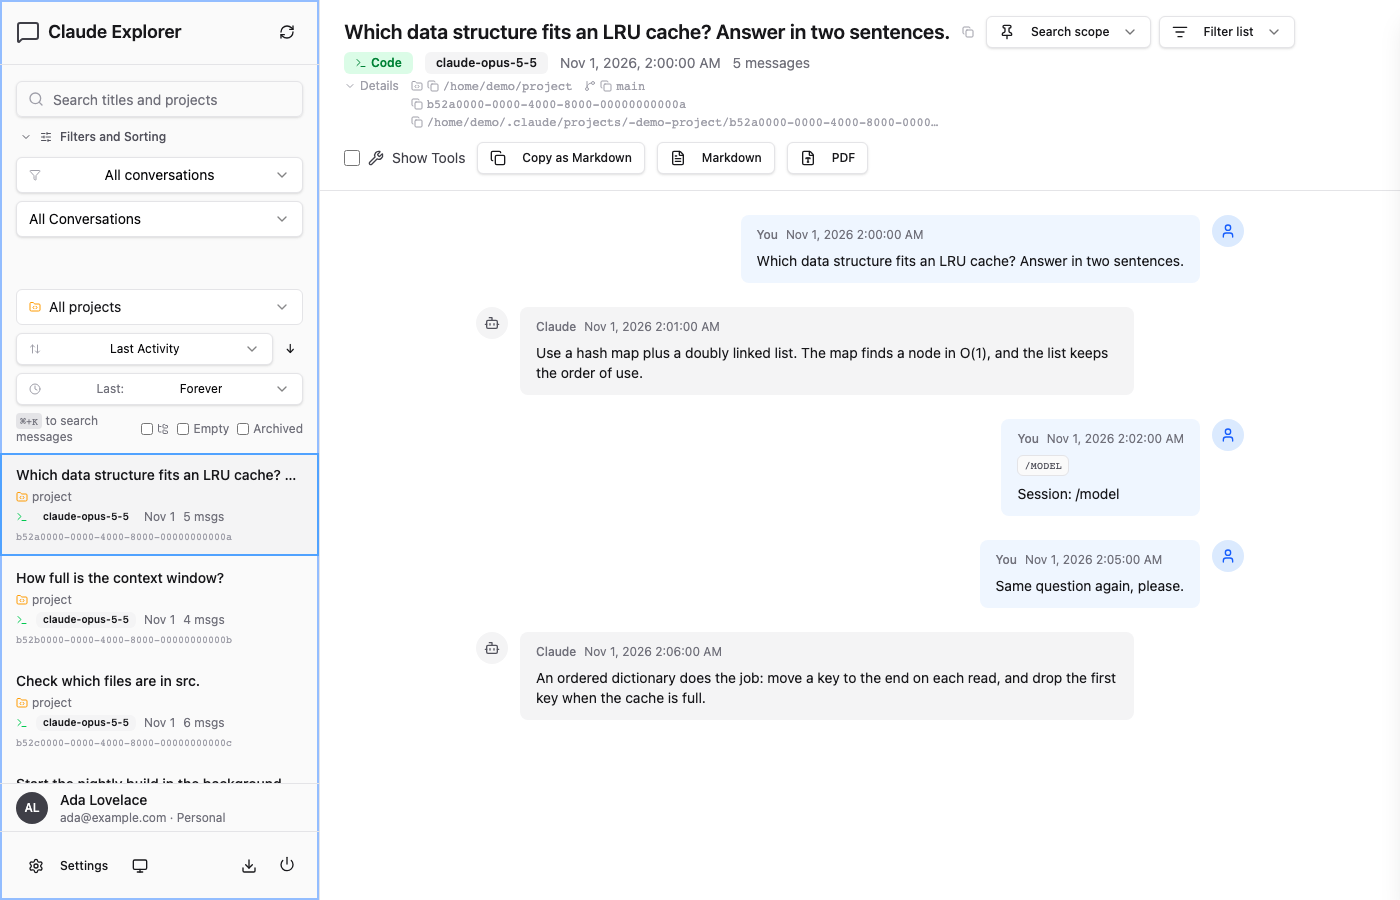 Claude Explorer
Search titles and projects
Filters and Sorting
All conversations
All Conversations
All projects
Last Activity
Last: Forever
⌘+K to search messages
Empty Archived
Which data structure fits an LRU cache? ...
project
claude-opus-5-5 Nov 1 5 msgs
b52a0000-0000-4000-8000-00000000000a
How full is the context window?
project
claude-opus-5-5 Nov 1 4 msgs
b52b0000-0000-4000-8000-00000000000b
Check which files are in src.
project
claude-opus-5-5 Nov 1 6 msgs
b52c0000-0000-4000-8000-00000000000c
Start the nightly build in the background
AL
Ada Lovelace
ada@example.com · Personal
Settings
Which data structure fits an LRU cache? Answer in two sentences.
Search scope
Filter list
Code claude-opus-5-5 Nov 1, 2026, 2:00:00 AM 5 messages
Details /home/demo/project main
b52a0000-0000-4000-8000-00000000000a
/home/demo/.claude/projects/-demo-project/b52a0000-0000-4000-8000-0000…
Show Tools Copy as Markdown Markdown PDF
You Nov 1, 2026 2:00:00 AM
Which data structure fits an LRU cache? Answer in two sentences.
Claude Nov 1, 2026 2:01:00 AM
Use a hash map plus a doubly linked list. The map finds a node in O(1), and the list keeps
the order of use.
You Nov 1, 2026 2:02:00 AM
/MODEL
Session: /model
You Nov 1, 2026 2:05:00 AM
Same question again, please.
Claude Nov 1, 2026 2:06:00 AM
An ordered dictionary does the job: move a key to the end on each read, and drop the first
key when the cache is full.